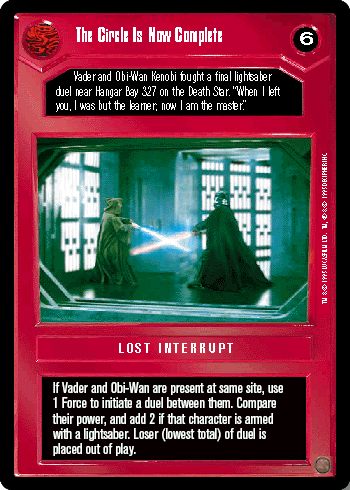 The Circle Is Now Complete
6
Vader and Obi-Wan Kenobi fought a final lightsaber
duel near Hangar Bay 327 on the Death Star. "When I left
you, I was but the learner; now I am the master."
LOST INTERRUPT
If Vader and Obi-Wan are present at same site, use
1 Force to initiate a duel between them. Compare
their power, and add 2 if that character is armed
with a lightsaber. Loser (lowest total) of duel is
placed out of play.